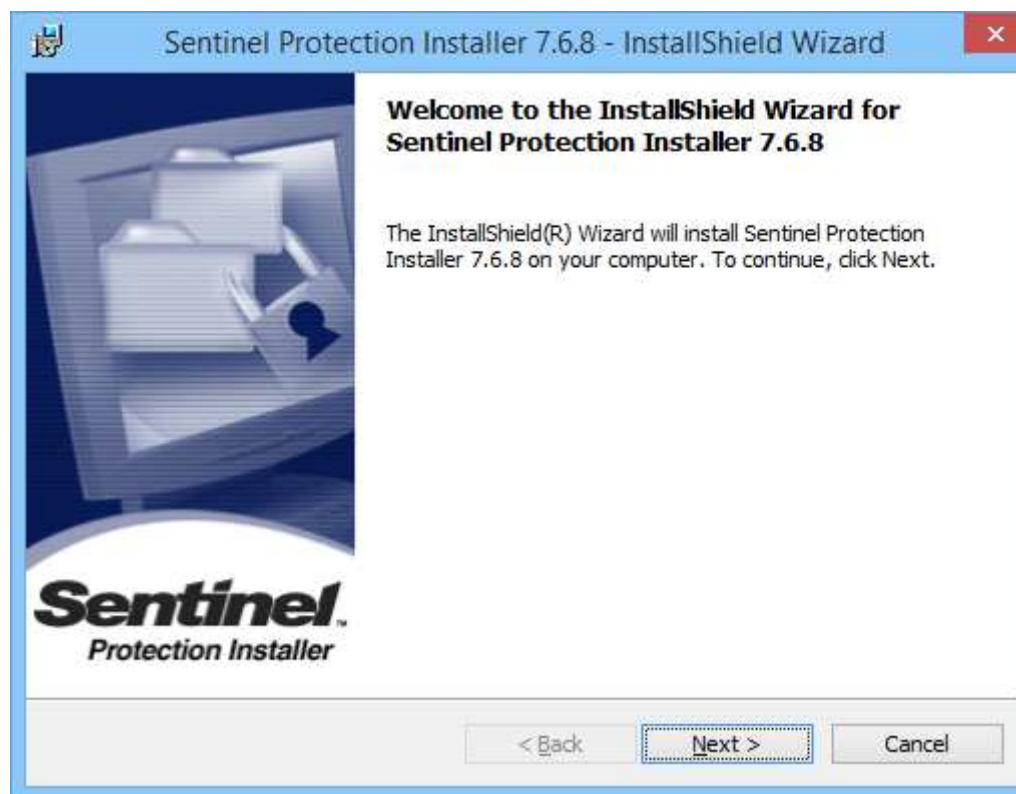 Sentinel Protection Installer 7.6.8 - InstallShield Wizard
Welcome to the InstallShield Wizard for
Sentinel Protection Installer 7.6.8
The InstallShield(R) Wizard will install Sentinel Protection
Installer 7.6.8 on your computer. To continue, click Next.
Sentinel™
Protection Installer
< Back Next > Cancel